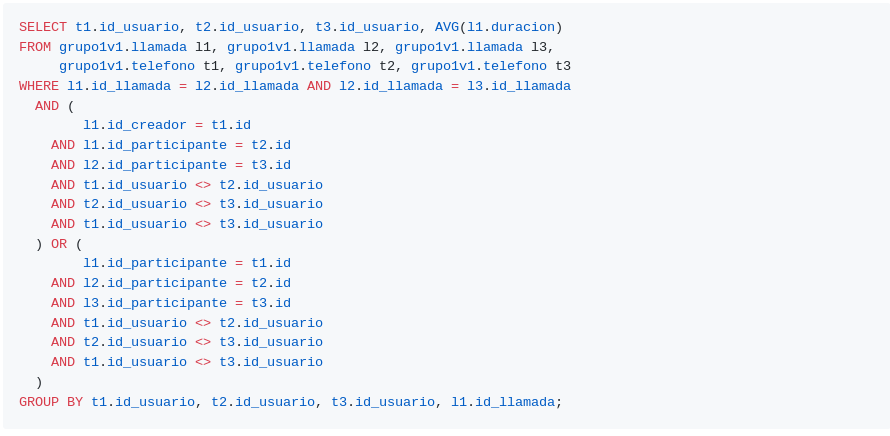 SELECT t1.id_usuario, t2.id_usuario, t3.id_usuario, AVG(l1.duracion)
FROM grupo1v1.llamada l1, grupo1v1.llamada l2, grupo1v1.llamada l3,
     grupo1v1.telefono t1, grupo1v1.telefono t2, grupo1v1.telefono t3
WHERE l1.id_llamada = l2.id_llamada AND l2.id_llamada = l3.id_llamada
  AND (
        l1.id_creador = t1.id
    AND l1.id_participante = t2.id
    AND l2.id_participante = t3.id
    AND t1.id_usuario <> t2.id_usuario
    AND t2.id_usuario <> t3.id_usuario
    AND t1.id_usuario <> t3.id_usuario
  ) OR (
        l1.id_participante = t1.id
    AND l2.id_participante = t2.id
    AND l3.id_participante = t3.id
    AND t1.id_usuario <> t2.id_usuario
    AND t2.id_usuario <> t3.id_usuario
    AND t1.id_usuario <> t3.id_usuario
  )
GROUP BY t1.id_usuario, t2.id_usuario, t3.id_usuario, l1.id_llamada;